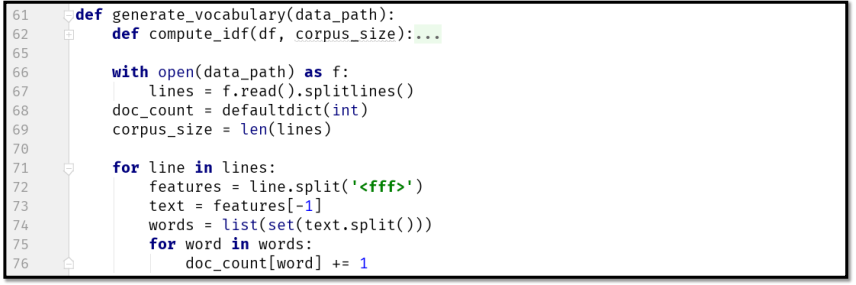 61 def generate_vocabulary(data_path):
62     def compute_idf(df, corpus_size):...
65
66     with open(data_path) as f:
67         lines = f.read().splitlines()
68     doc_count = defaultdict(int)
69     corpus_size = len(lines)
70
71     for line in lines:
72         features = line.split('<fff>')
73         text = features[-1]
74         words = list(set(text.split()))
75         for word in words:
76             doc_count[word] += 1